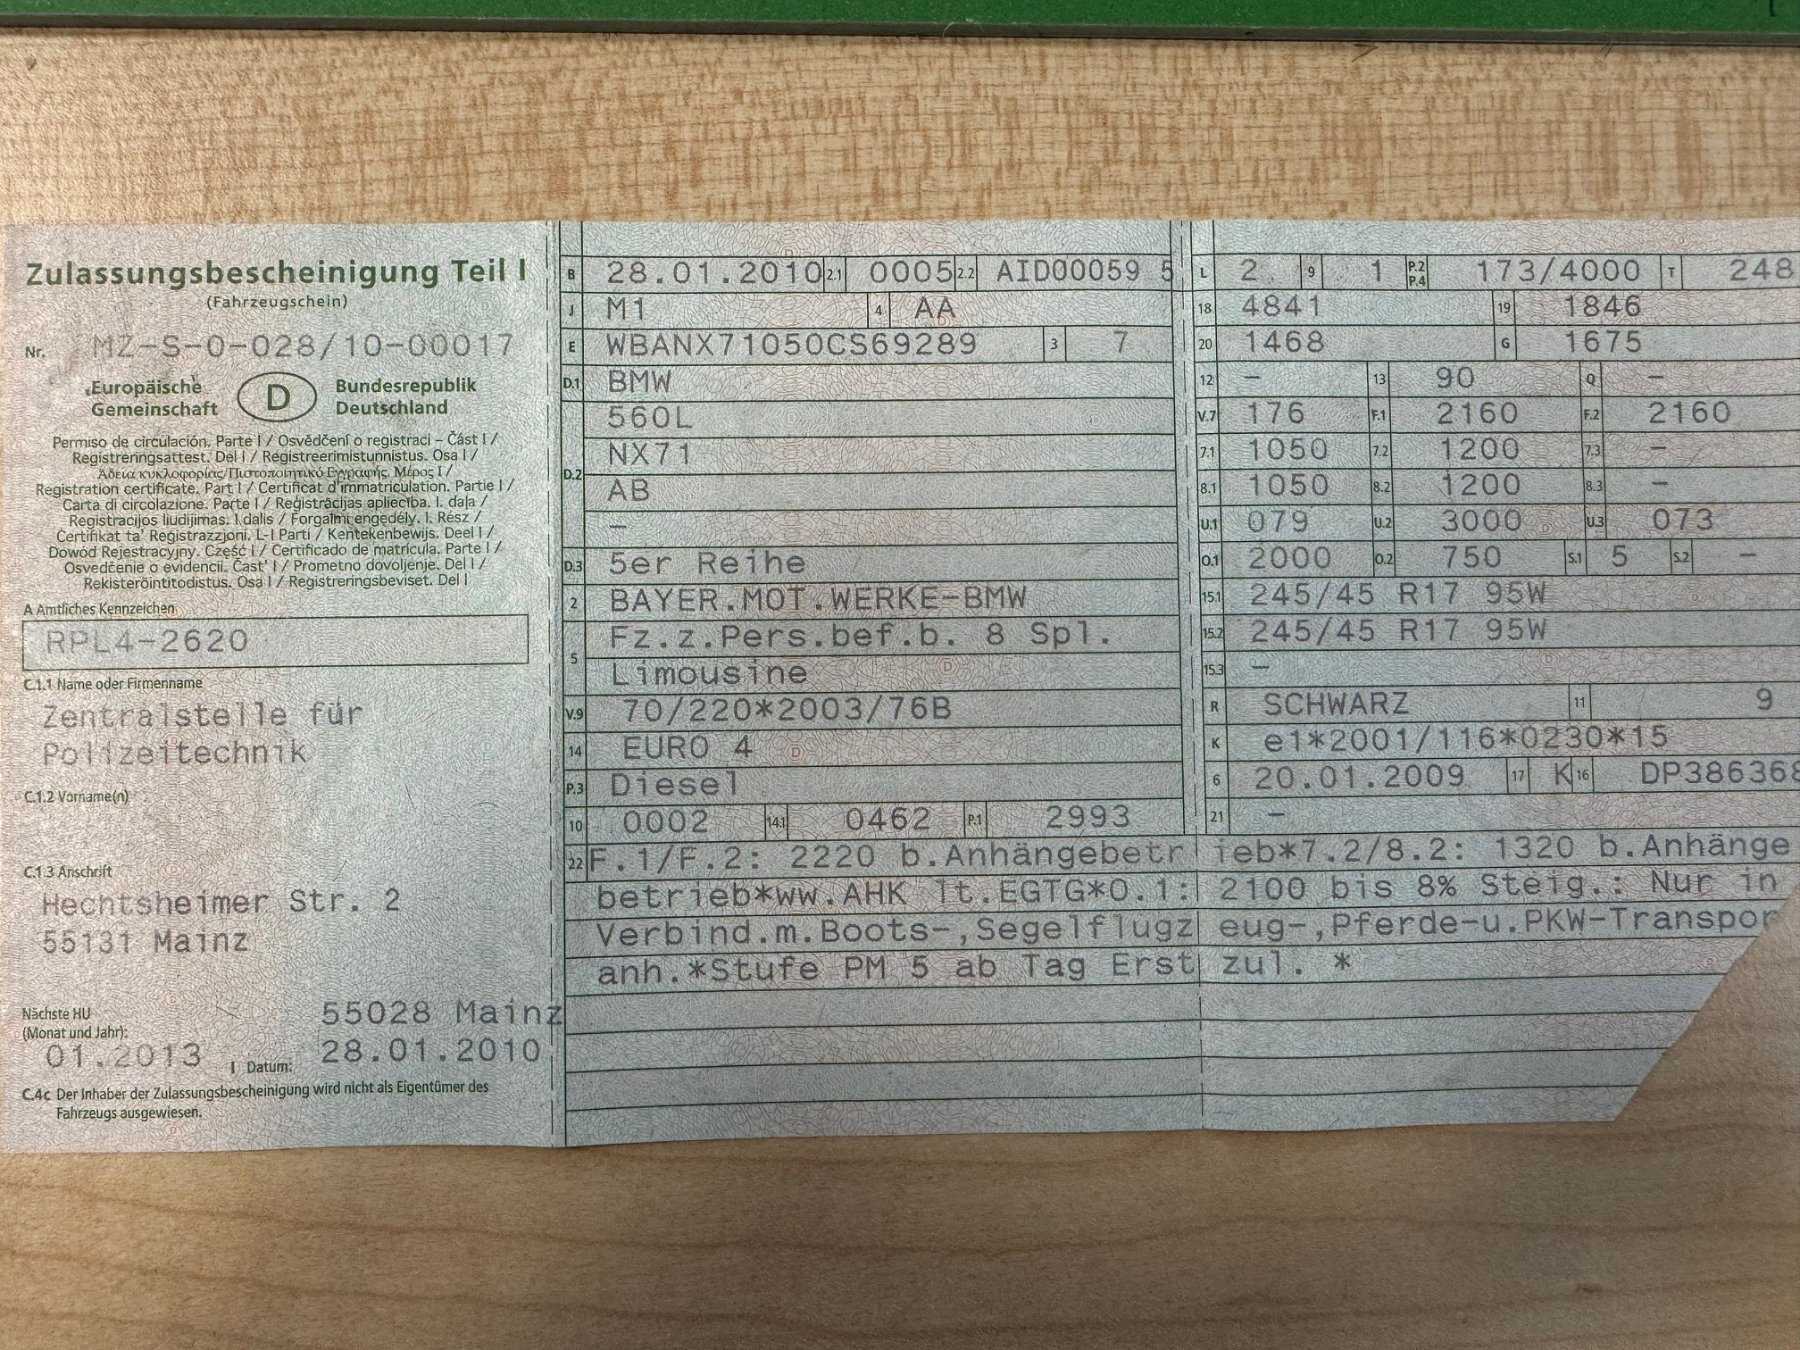 Zulassungsbescheinigung Teil I
(Fahrzeugschein)
Nr. MZ-S-0-028/10-00017
Europäische Gemeinschaft
D
Bundesrepublik Deutschland
Permiso de circulación. Parte I / Osvědčení o registraci – Část I /
Registreringsattest. Del I / Registreerimistunnistus. Osa I /
Άδεια κυκλοφορίας/Πιστοποιητικό Εγγραφής. Μέρος I /
Registration certificate. Part I / Certificat d'immatriculation. Partie I /
Carta di circolazione. Parte I / Reģistrācijas apliecība. I. daļa /
Registracijos liudijimas. I dalis / Forgalmi engedély. I. Rész /
Certifikat ta' Registrazzjoni. L-I Parti / Kentekenbewijs. Deel I /
Dowód Rejestracyjny. Część I / Certificado de matrícula. Parte I /
Osvedčenie o evidencii. Časť I / Prometno dovoljenje. Del I /
Rekisteröintitodistus. Osa I / Registreringsbeviset. Del I
A Amtliches Kennzeichen
RPL4-2620
C.1.1 Name oder Firmenname
Zentralstelle für
Polizeitechnik
C.1.2 Vorname(n)
C.1.3 Anschrift
Hechtsheimer Str. 2
55131 Mainz
Nächste HU
(Monat und Jahr):
01.2013
55028 Mainz
I Datum: 28.01.2010
C.4c Der Inhaber der Zulassungsbescheinigung wird nicht als Eigentümer des
Fahrzeugs ausgewiesen.
B 28.01.2010 2.1 0005 2.2 AID00059 5
J M1 4 AA
E WBANX71050CS69289 3 7
D.1 BMW
560L
NX71
D.2 AB
–
D.3 5er Reihe
2 BAYER.MOT.WERKE-BMW
5 Fz.z.Pers.bef.b. 8 Spl.
Limousine
V.9 70/220*2003/76B
14 EURO 4
P.3 Diesel
10 0002 14.1 0462 P.1 2993
L 2 9 1 P.2 P.4 173/4000 T 248
18 4841 19 1846
20 1468 G 1675
12 – 13 90 Q –
V.7 176 F.1 2160 F.2 2160
7.1 1050 7.2 1200 7.3 –
8.1 1050 8.2 1200 8.3 –
U.1 079 U.2 3000 U.3 073
O.1 2000 O.2 750 S.1 5 S.2 –
15.1 245/45 R17 95W
15.2 245/45 R17 95W
15.3 –
R SCHWARZ 11 9
K e1*2001/116*0230*15
6 20.01.2009 17 K 16 DP386368
21 –
22 F.1/F.2: 2220 b.Anhängebetrieb*7.2/8.2: 1320 b.Anhänge
betrieb*ww.AHK lt.EGTG*O.1: 2100 bis 8% Steig.: Nur in
Verbind.m.Boots-,Segelflugzeug-,Pferde-u.PKW-Transpor
anh.*Stufe PM 5 ab Tag Erstzul. *